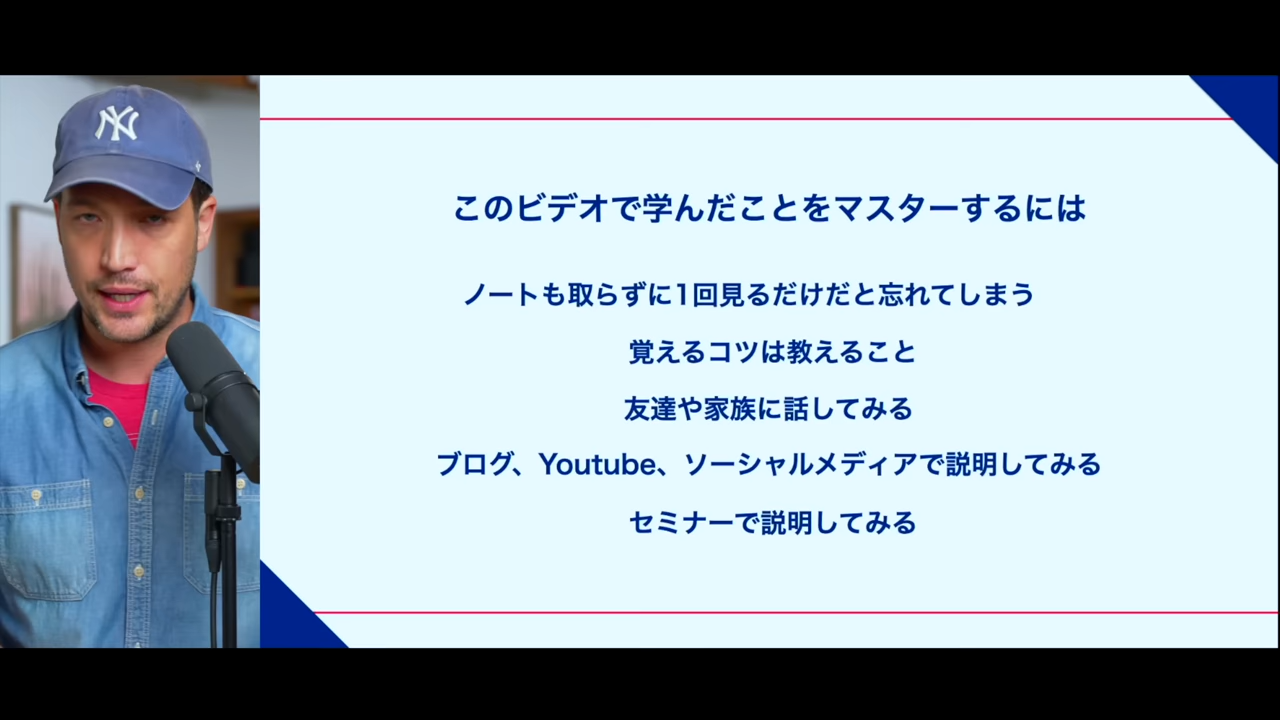 NY
このビデオで学んだことをマスターするには
ノートも取らずに1回見るだけだと忘れてしまう
覚えるコツは教えること
友達や家族に話してみる
ブログ、Youtube、ソーシャルメディアで説明してみる
セミナーで説明してみる